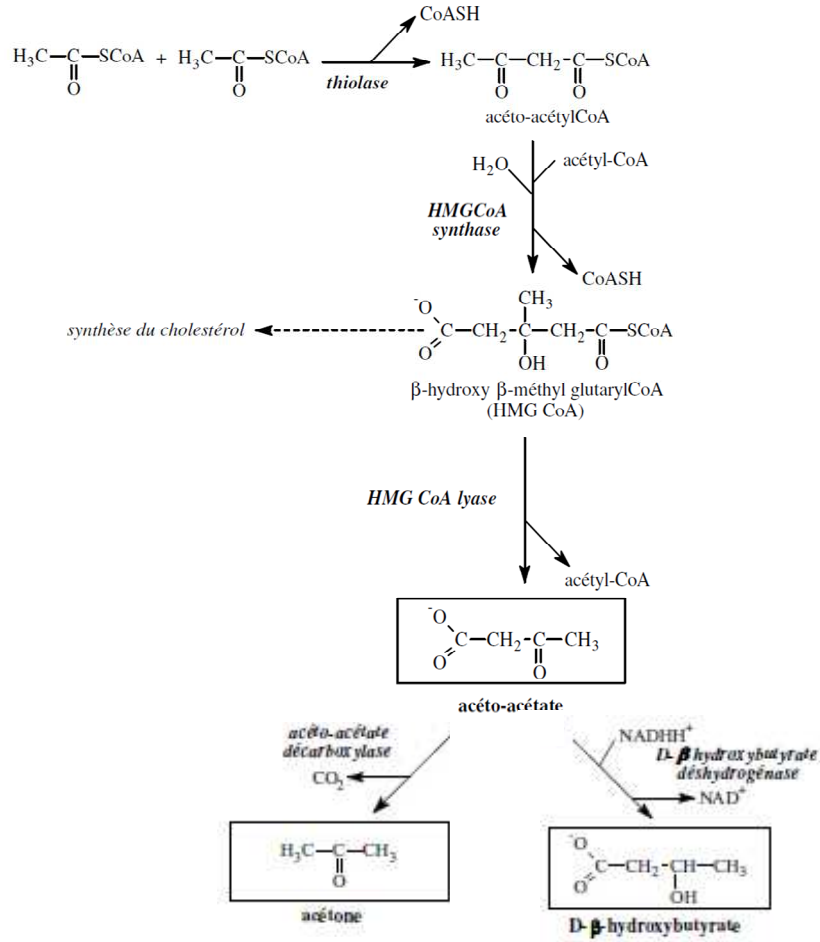 CoASH
H₃C—C—SCoA + H₃C—C—SCoA
O O
thiolase
H₃C—C—CH₂-C—SCoA
O O
acéto-acétylCoA
H₂O acétyl-CoA
HMGCoA
synthase
CoASH
CH₃
⁻O
synthèse du cholestérol
C—CH₂—C—CH₂-C—SCoA
O OH O
β-hydroxy β-méthyl glutarylCoA
(HMG CoA)
HMG CoA lyase
acétyl-CoA
⁻O
C—CH₂-C—CH₃
O O
acéto-acétate
acéto-acétate
décarboxylase
CO₂
NADHH⁺
D-β hydroxybutyrate
déshydrogénase
NAD⁺
H₃C—C—CH₃
O
acétone
⁻O
C—CH₂-CH—CH₃
O OH
D-β-hydroxybutyrate